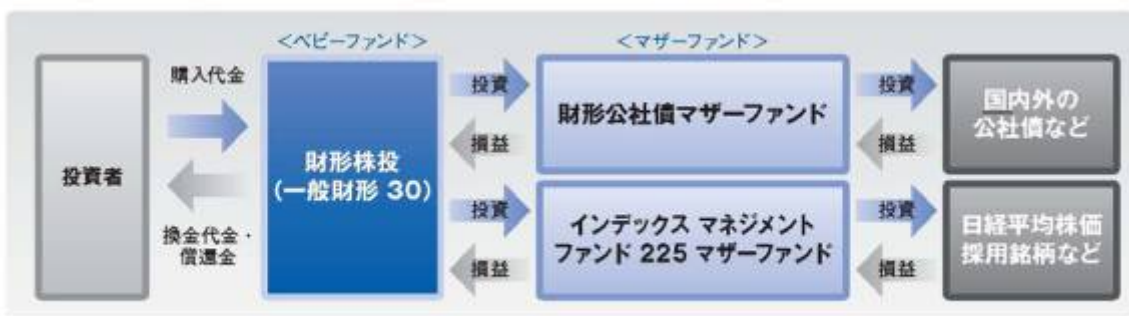 <ベビーファンド>
<マザーファンド>
投資者
購入代金
換金代金・
償還金
財形株投
(一般財形 30)
投資
損益
財形公社債マザーファンド
投資
損益
国内外の
公社債など
投資
損益
インデックス マネジメント
ファンド 225 マザーファンド
投資
損益
日経平均株価
採用銘柄など